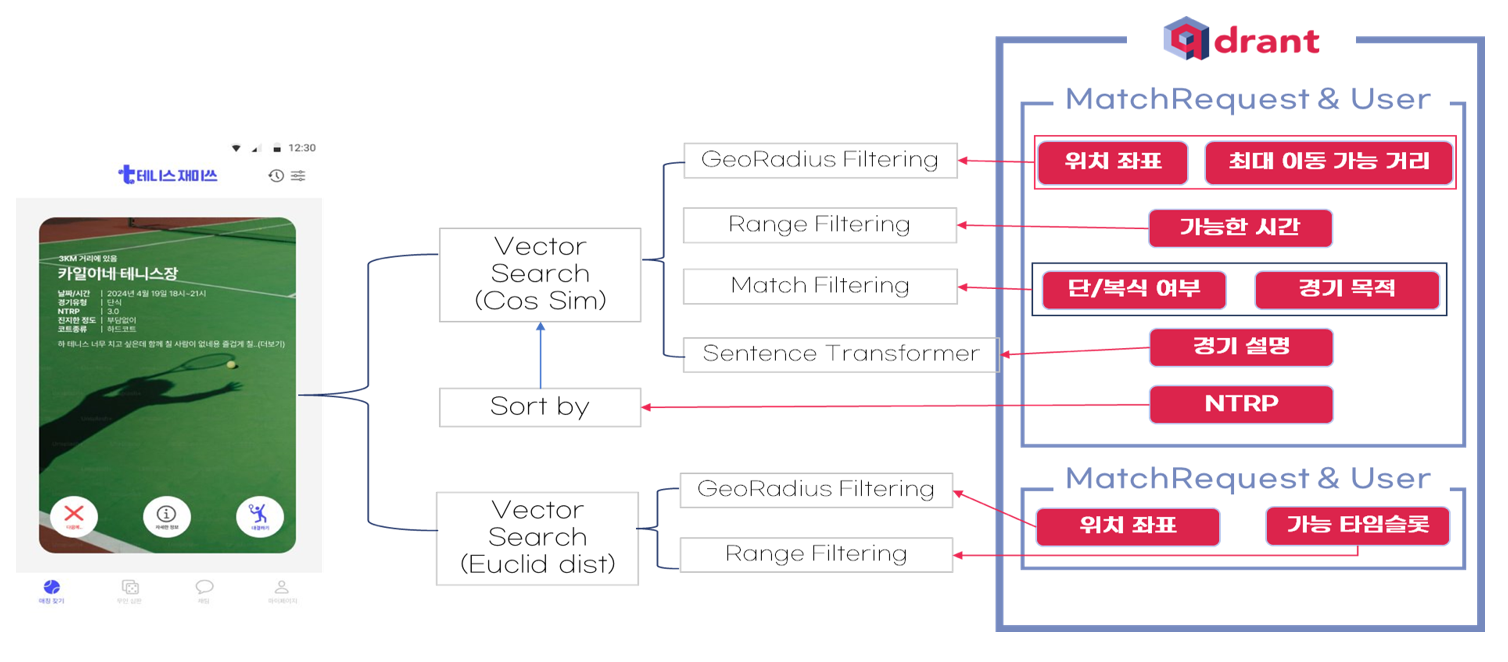 12:30
테니스 재미쓰
3KM 거리에 있음
카일이네 테니스장
날짜/시간 | 2024년 4월 19일 18시~21시
경기유형 | 단식
NTRP | 3.0
진지한 정도 | 부담없이
코트종류 | 하드코트
하 테니스 너무 치고 싶은데 함께 칠 사람이 없네용 즐겁게 칠...(더보기)
자세한 정보
대결하기
매칭 찾기
채팅
마이페이지
Vector
Search
(Cos Sim)
Sort by
Vector
Search
(Euclid dist)
GeoRadius Filtering
Range Filtering
Match Filtering
Sentence Transformer
GeoRadius Filtering
Range Filtering
qdrant
MatchRequest & User
위치 좌표
최대 이동 가능 거리
가능한 시간
단/복식 여부
경기 목적
경기 설명
NTRP
MatchRequest & User
위치 좌표
가능 타임슬롯